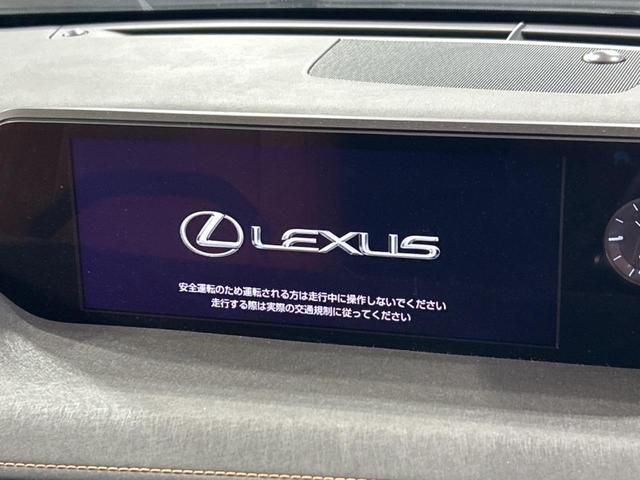 LEXUS
安全運転のため運転される方は走行中に操作しないでください
走行する際は実際の交通規制に従ってください